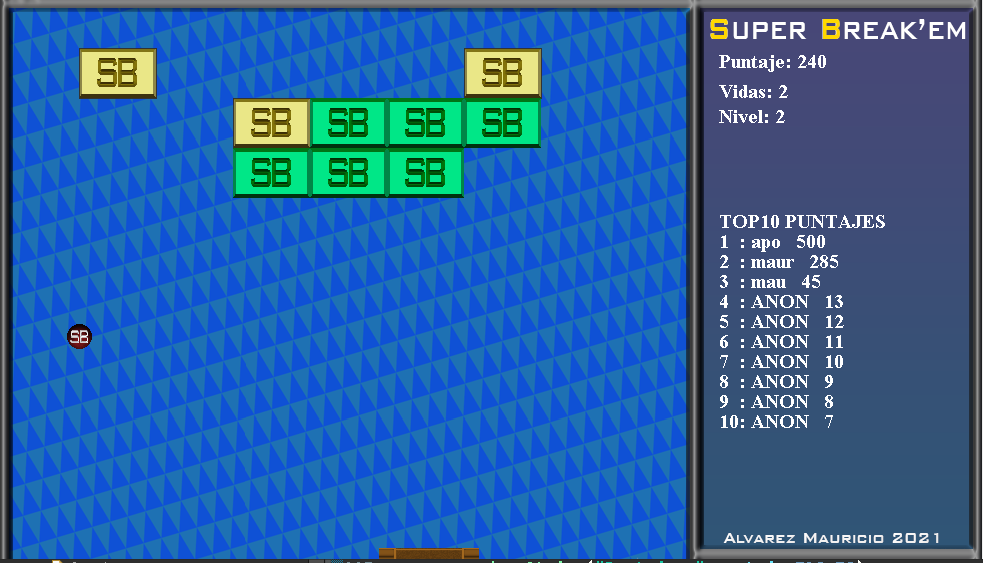 SUPER BREAK'EM
Puntaje: 240
Vidas: 2
Nivel: 2
SB SB
SB SB SB SB
SB SB SB
SB
TOP10 PUNTAJES
1 : apo 500
2 : maur 285
3 : mau 45
4 : ANON 13
5 : ANON 12
6 : ANON 11
7 : ANON 10
8 : ANON 9
9 : ANON 8
10: ANON 7
ALVAREZ MAURICIO 2021